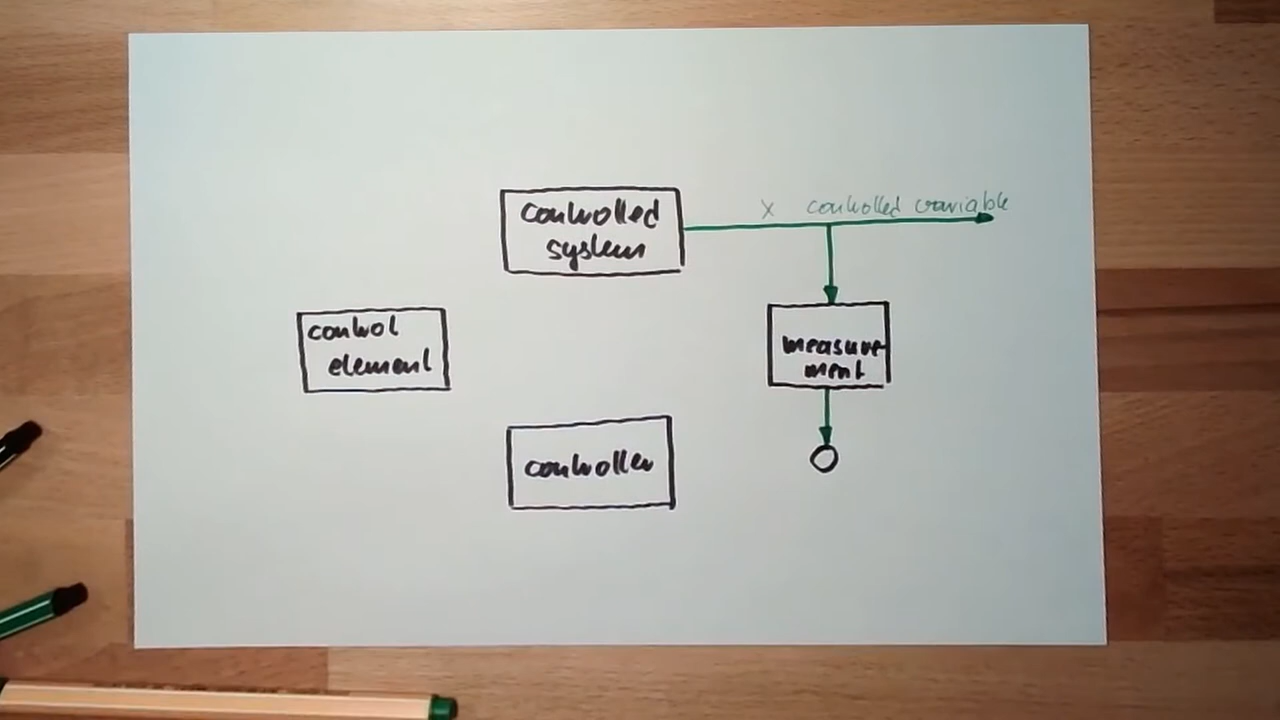 controlled
system
x controlled variable
control
element
measure
ment
controller